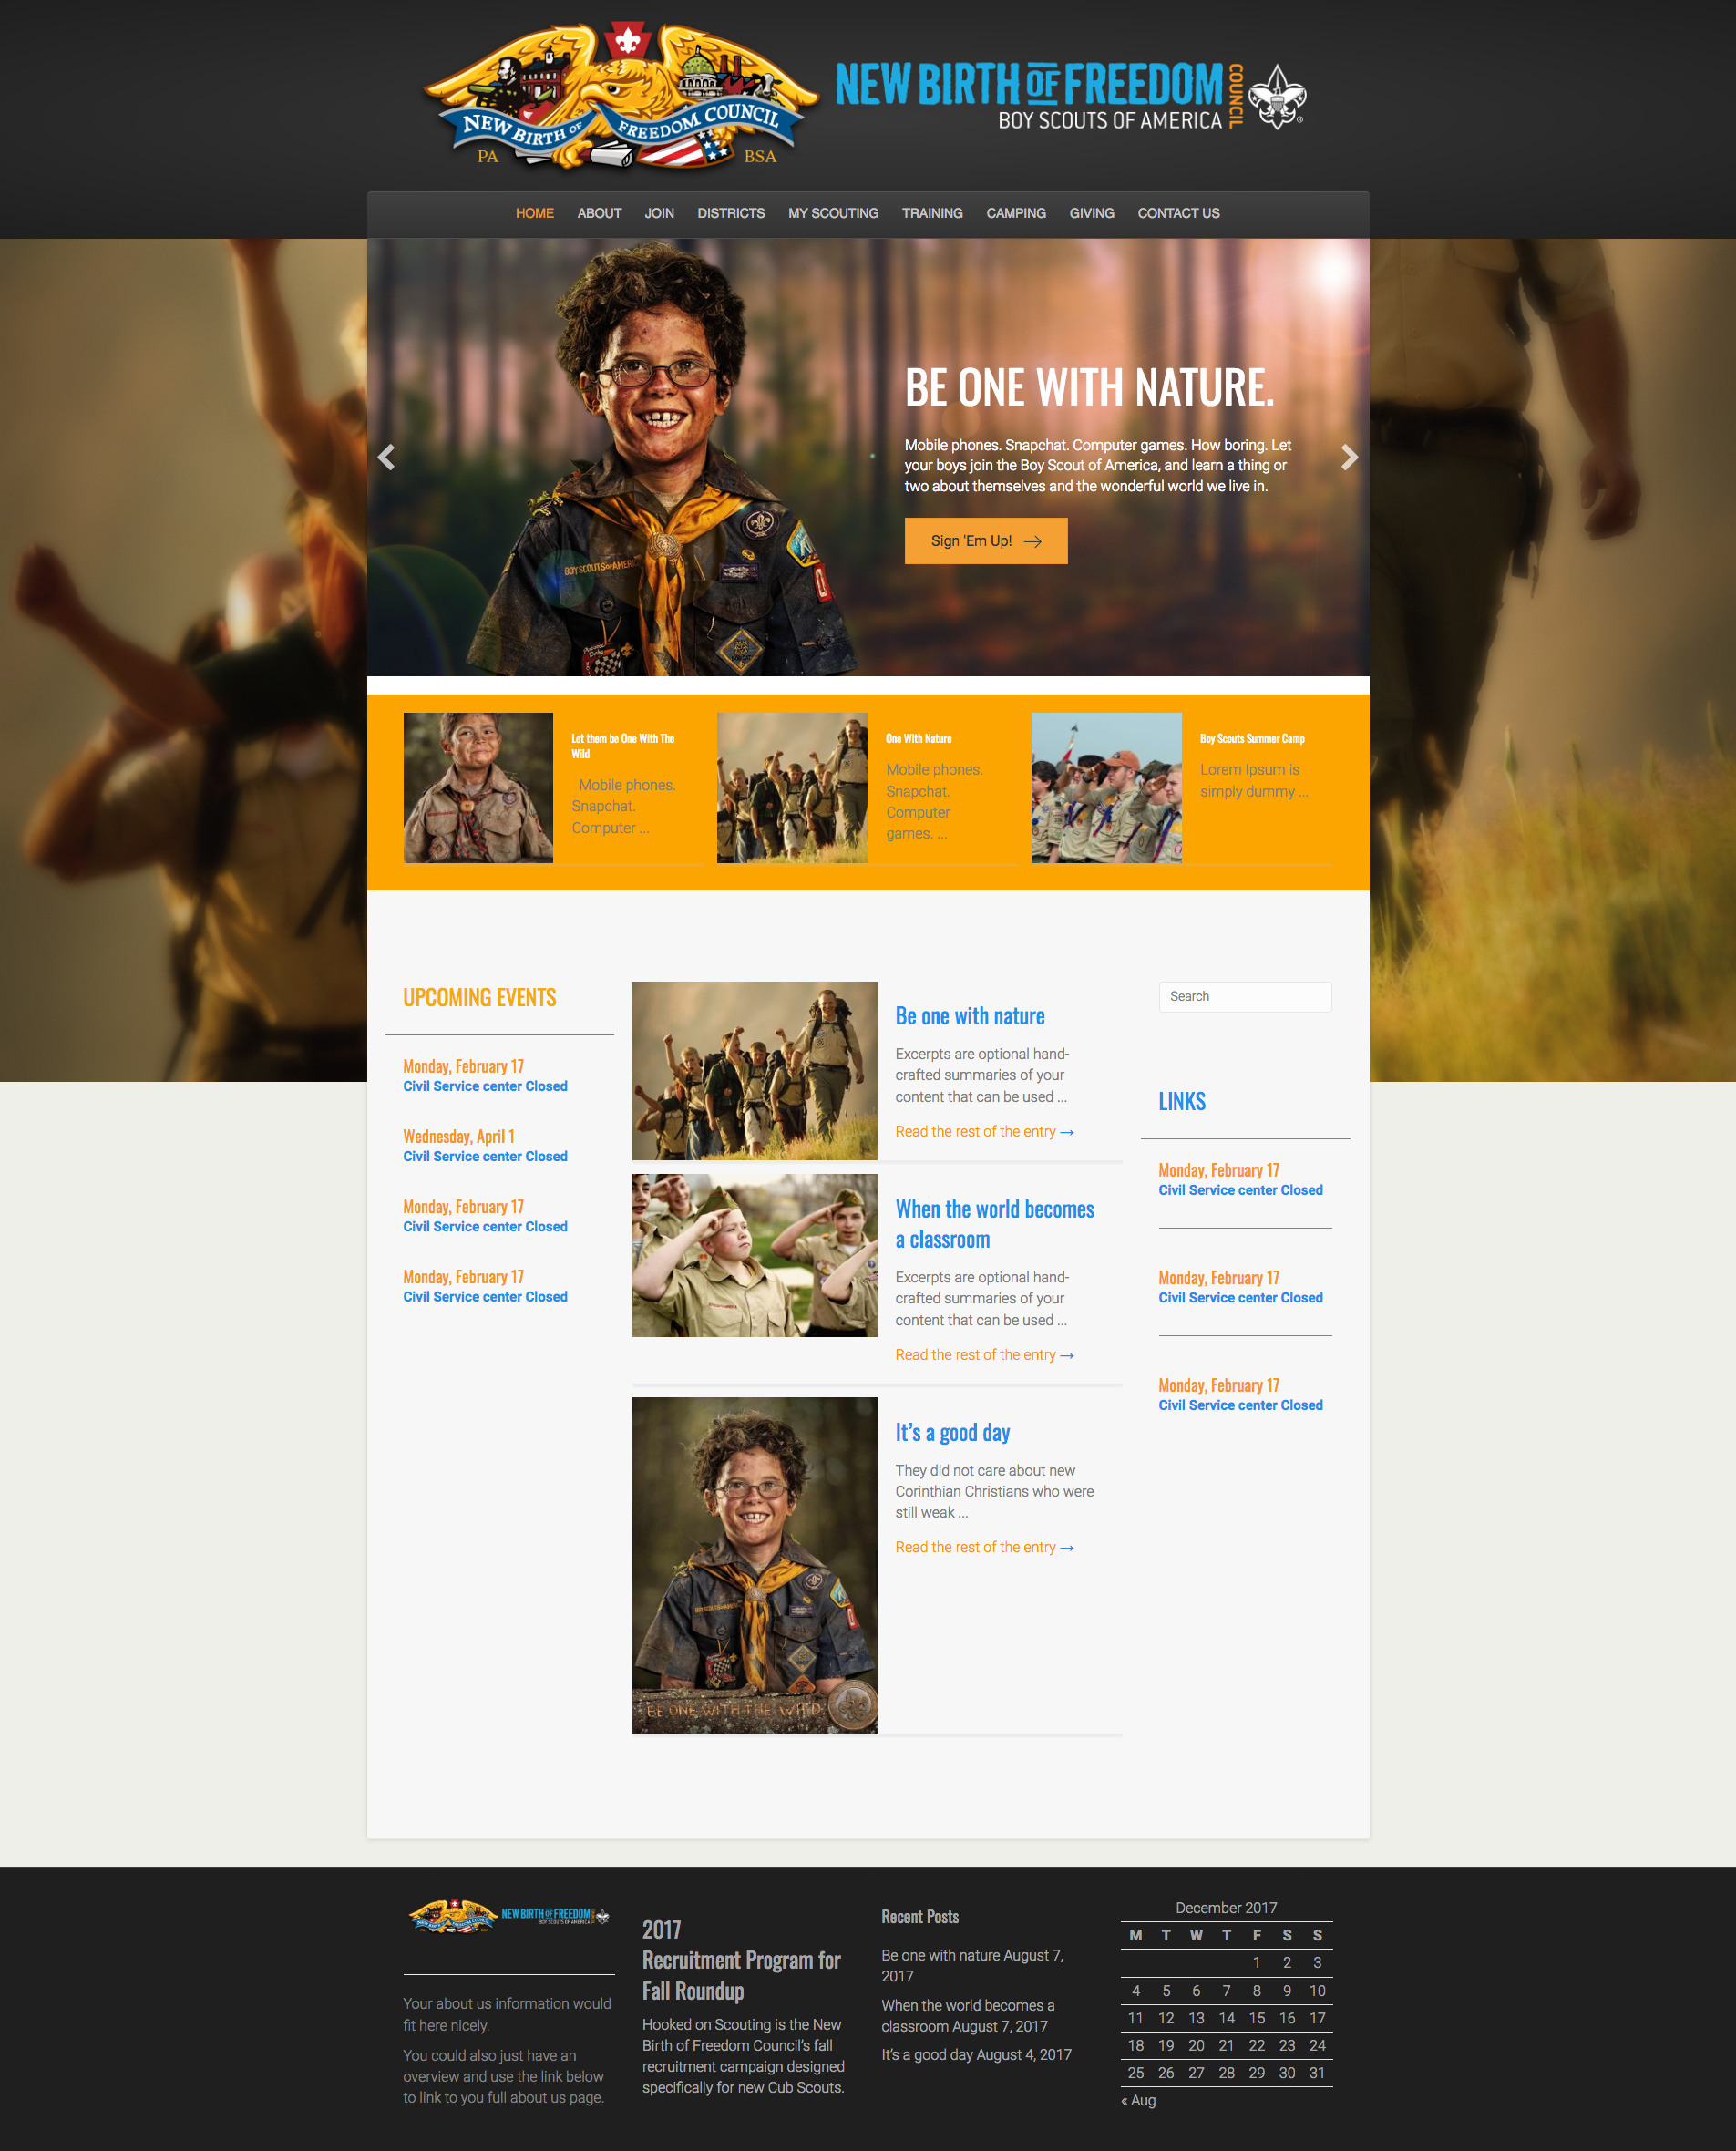 NEW BIRTH OF FREEDOM COUNCIL
PA BSA
NEW BIRTH OF FREEDOM COUNCIL
BOY SCOUTS OF AMERICA
HOME ABOUT JOIN DISTRICTS MY SCOUTING TRAINING CAMPING GIVING CONTACT US
BE ONE WITH NATURE.
Mobile phones. Snapchat. Computer games. How boring. Let
your boys join the Boy Scout of America, and learn a thing or
two about themselves and the wonderful world we live in.
Sign 'Em Up! →
BOY SCOUTS OF AMERI
Let them be One With The
Wild
Mobile phones.
Snapchat.
Computer ...
One With Nature
Mobile phones.
Snapchat.
Computer
games. ...
Boy Scouts Summer Camp
Lorem Ipsum is
simply dummy ...
UPCOMING EVENTS
Monday, February 17
Civil Service center Closed
Wednesday, April 1
Civil Service center Closed
Monday, February 17
Civil Service center Closed
Monday, February 17
Civil Service center Closed
Be one with nature
Excerpts are optional hand-
crafted summaries of your
content that can be used ...
Read the rest of the entry →
When the world becomes
a classroom
Excerpts are optional hand-
crafted summaries of your
content that can be used ...
Read the rest of the entry →
It's a good day
They did not care about new
Corinthian Christians who were
still weak ...
Read the rest of the entry →
BE ONE WITH THE WILD
Search
LINKS
Monday, February 17
Civil Service center Closed
Monday, February 17
Civil Service center Closed
Monday, February 17
Civil Service center Closed
NEW BIRTH OF FREEDOM
BOY SCOUTS OF AMERICA
Your about us information would
fit here nicely.
You could also just have an
overview and use the link below
to link to you full about us page.
2017
Recruitment Program for
Fall Roundup
Hooked on Scouting is the New
Birth of Freedom Council's fall
recruitment campaign designed
specifically for new Cub Scouts.
Recent Posts
Be one with nature August 7,
2017
When the world becomes a
classroom August 7, 2017
It's a good day August 4, 2017
December 2017
M T W T F S S
1 2 3
4 5 6 7 8 9 10
11 12 13 14 15 16 17
18 19 20 21 22 23 24
25 26 27 28 29 30 31
« Aug